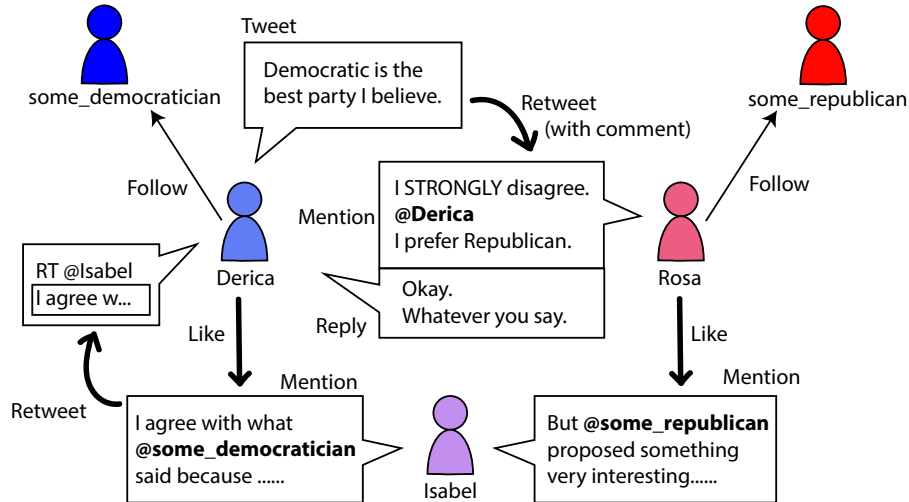 Tweet
Democratic is the
best party I believe.
some_democratician
some_republican
Retweet
(with comment)
Follow
Follow
Mention
I STRONGLY disagree.
@Derica
I prefer Republican.
RT @Isabel
I agree w...
Derica
Rosa
Okay.
Whatever you say.
Reply
Like
Like
Retweet
Mention
Mention
I agree with what
@some_democratician
said because ......
But @some_republican
proposed something
very interesting......
Isabel